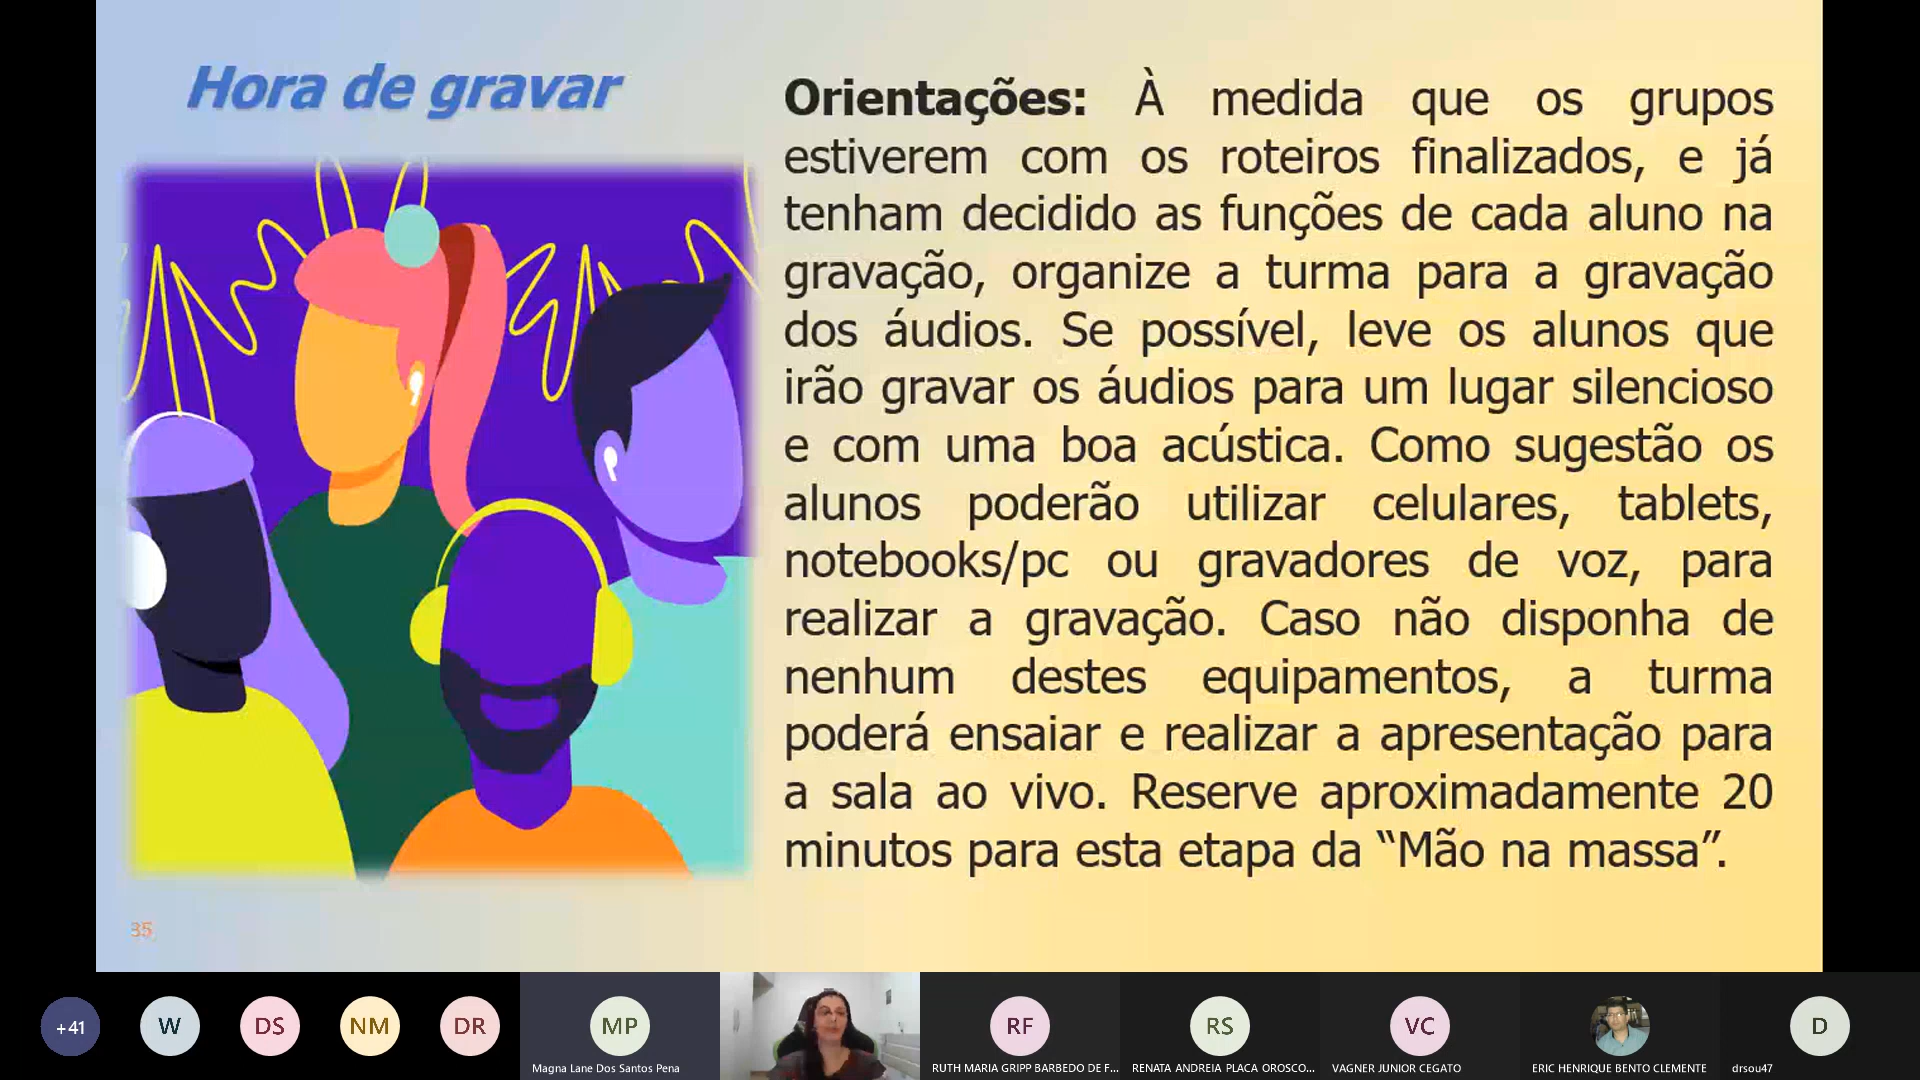 Hora de gravar
Orientações: À medida que os grupos
estiverem com os roteiros finalizados, e já
tenham decidido as funções de cada aluno na
gravação, organize a turma para a gravação
dos áudios. Se possível, leve os alunos que
irão gravar os áudios para um lugar silencioso
e com uma boa acústica. Como sugestão os
alunos poderão utilizar celulares, tablets,
notebooks/pc ou gravadores de voz, para
realizar a gravação. Caso não disponha de
nenhum destes equipamentos, a turma
poderá ensaiar e realizar a apresentação para
a sala ao vivo. Reserve aproximadamente 20
minutos para esta etapa da “Mão na massa”.
35
+41
W
DS
NM
DR
MP
Magna Lane Dos Santos Pena
RF
RUTH MARIA GRIPP BARBEDO DE F...
RS
RENATA ANDREIA PLACA OROSCO...
VC
VAGNER JUNIOR CEGATO
ERIC HENRIQUE BENTO CLEMENTE
D
drsou47